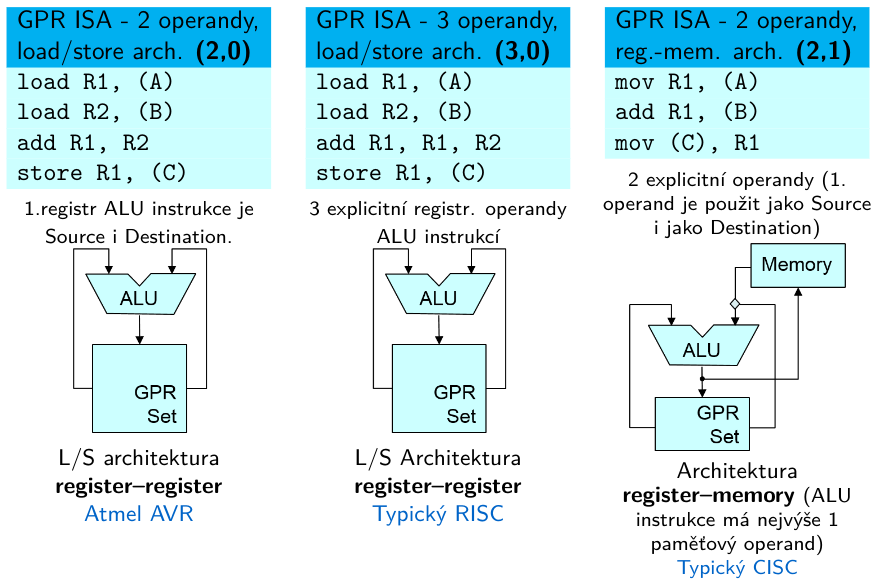 GPR ISA - 2 operandy,
load/store arch. (2,0)
load R1, (A)
load R2, (B)
add R1, R2
store R1, (C)
1.registr ALU instrukce je
Source i Destination.
ALU
GPR
Set
L/S architektura
register–register
Atmel AVR
GPR ISA - 3 operandy,
load/store arch. (3,0)
load R1, (A)
load R2, (B)
add R1, R1, R2
store R1, (C)
3 explicitní registr. operandy
ALU instrukcí
ALU
GPR
Set
L/S Architektura
register–register
Typický RISC
GPR ISA - 2 operandy,
reg.-mem. arch. (2,1)
mov R1, (A)
add R1, (B)
mov (C), R1
2 explicitní operandy (1.
operand je použit jako Source
i jako Destination)
Memory
ALU
GPR
Set
Architektura
register–memory (ALU
instrukce má nejvýše 1
paměťový operand)
Typický CISC